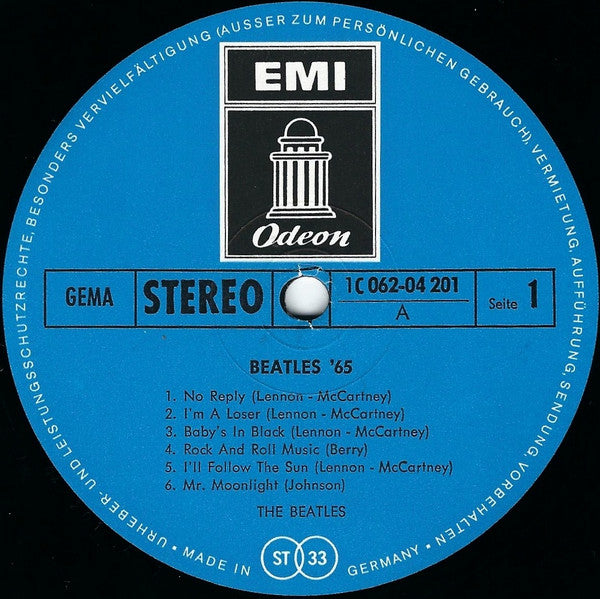 URHEBER- UND LEISTUNGSSCHUTZRECHTE, BESONDERS VERVIELFÄLTIGUNG (AUSSER ZUM PERSÖNLICHEN GEBRAUCH), VERMIETUNG, AUFFÜHRUNG, SENDUNG, VORBEHALTEN •
EMI
Odeon
GEMA
STEREO
1C 062-04 201
A
Seite 1
BEATLES '65
1. No Reply (Lennon - McCartney)
2. I'm A Loser (Lennon - McCartney)
3. Baby's In Black (Lennon - McCartney)
4. Rock And Roll Music (Berry)
5. I'll Follow The Sun (Lennon - McCartney)
6. Mr. Moonlight (Johnson)
THE BEATLES
• MADE IN GERMANY •
ST 33